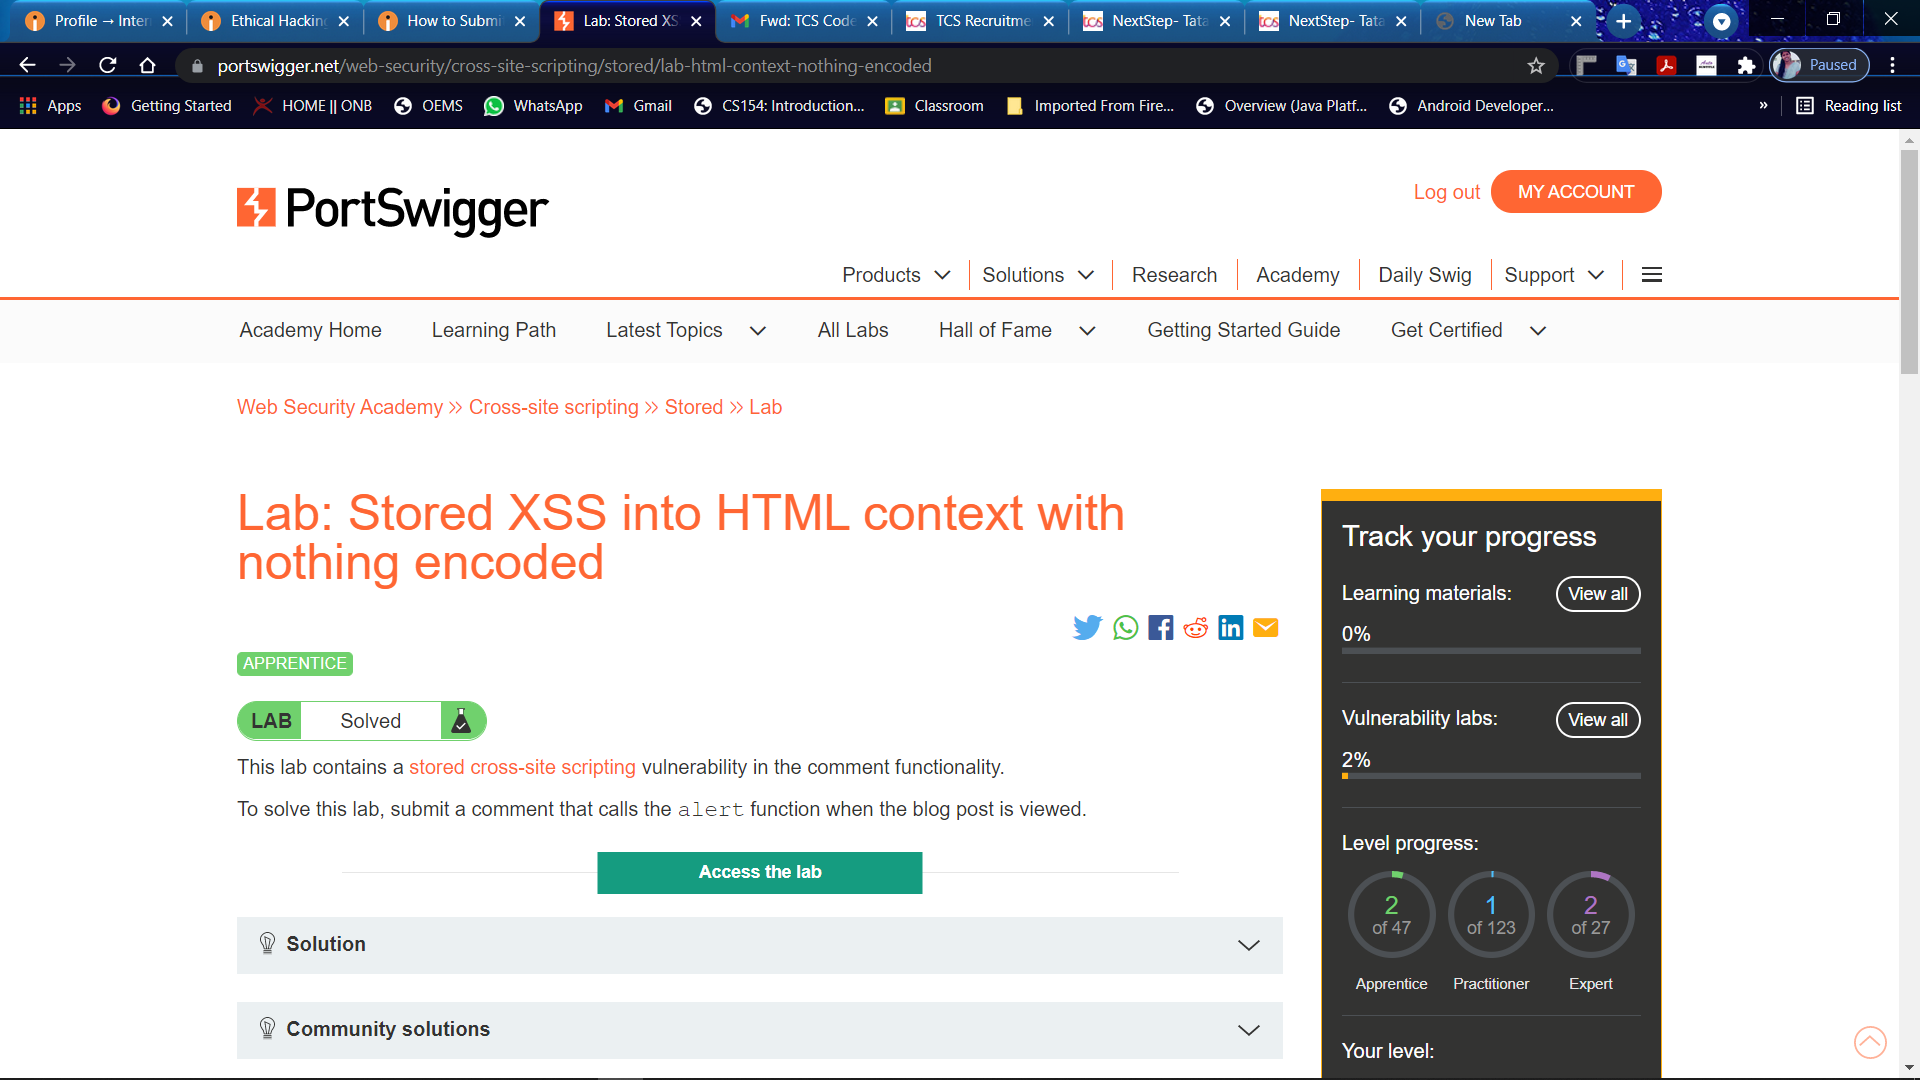 Profile → Inter
Ethical Hacking
How to Submi
Lab: Stored XS
Fwd: TCS Code
TCS Recruitme
NextStep- Tata
NextStep- Tata
New Tab
portswigger.net/web-security/cross-site-scripting/stored/lab-html-context-nothing-encoded
Paused
Apps
Getting Started
HOME || ONB
OEMS
WhatsApp
Gmail
CS154: Introduction...
Classroom
Imported From Fire...
Overview (Java Platf...
Android Developer...
»
Reading list
PortSwigger
Log out
MY ACCOUNT
Products
Solutions
Research
Academy
Daily Swig
Support
Academy Home
Learning Path
Latest Topics
All Labs
Hall of Fame
Getting Started Guide
Get Certified
Web Security Academy » Cross-site scripting » Stored » Lab
Lab: Stored XSS into HTML context with
nothing encoded
APPRENTICE
LAB Solved
This lab contains a stored cross-site scripting vulnerability in the comment functionality.
To solve this lab, submit a comment that calls the alert function when the blog post is viewed.
Access the lab
Solution
Community solutions
Track your progress
Learning materials:
View all
0%
Vulnerability labs:
View all
2%
Level progress:
2
of 47
1
of 123
2
of 27
Apprentice
Practitioner
Expert
Your level: